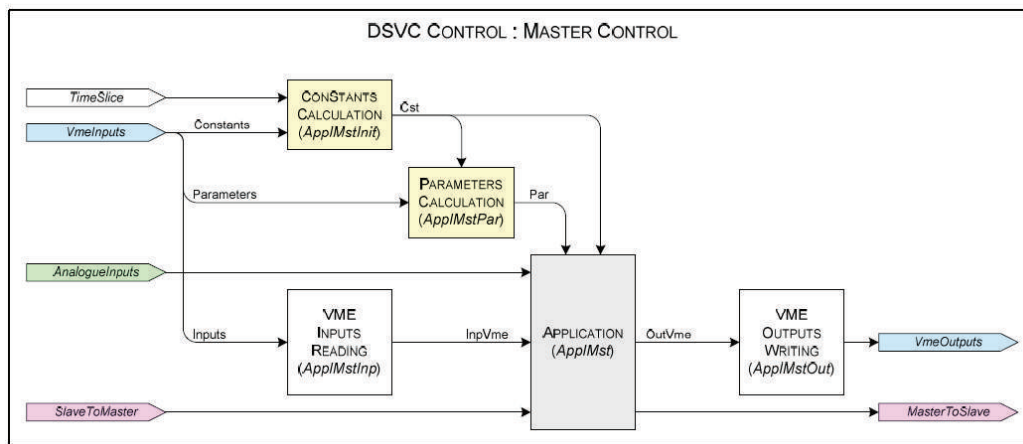 DSVC CONTROL : MASTER CONTROL
TimeSlice
VmeInputs
Constants
CONSTANTS
CALCULATION
(ApplMstInit)
Cst
Parameters
PARAMETERS
CALCULATION
(ApplMstPar)
Par
AnalogueInputs
Inputs
VME
INPUTS
READING
(ApplMstInp)
InpVme
APPLICATION
(ApplMst)
OutVme
VME
OUTPUTS
WRITING
(ApplMstOut)
VmeOutputs
SlaveToMaster
MasterToSlave